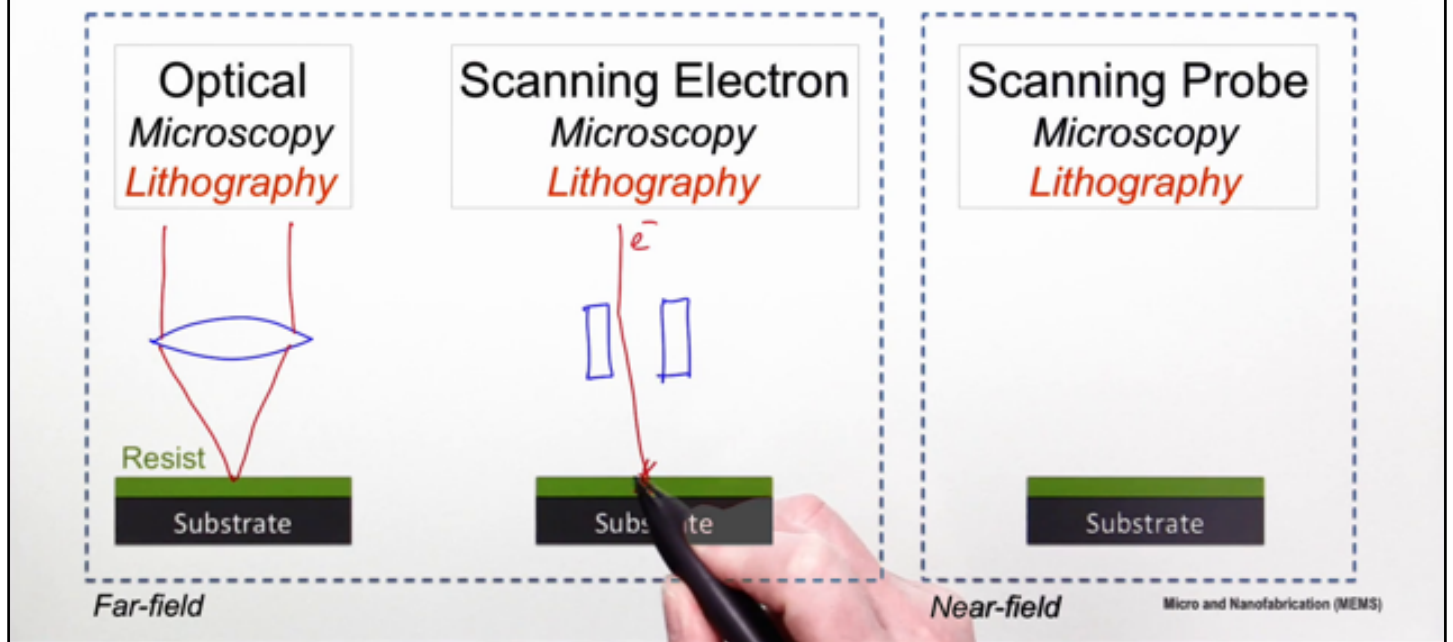 Optical
Microscopy
Lithography
Scanning Electron
Microscopy
Lithography
Scanning Probe
Microscopy
Lithography
e⁻
Resist
Substrate
Substrate
Far-field
Near-field
Micro and Nanofabrication (MEMS)